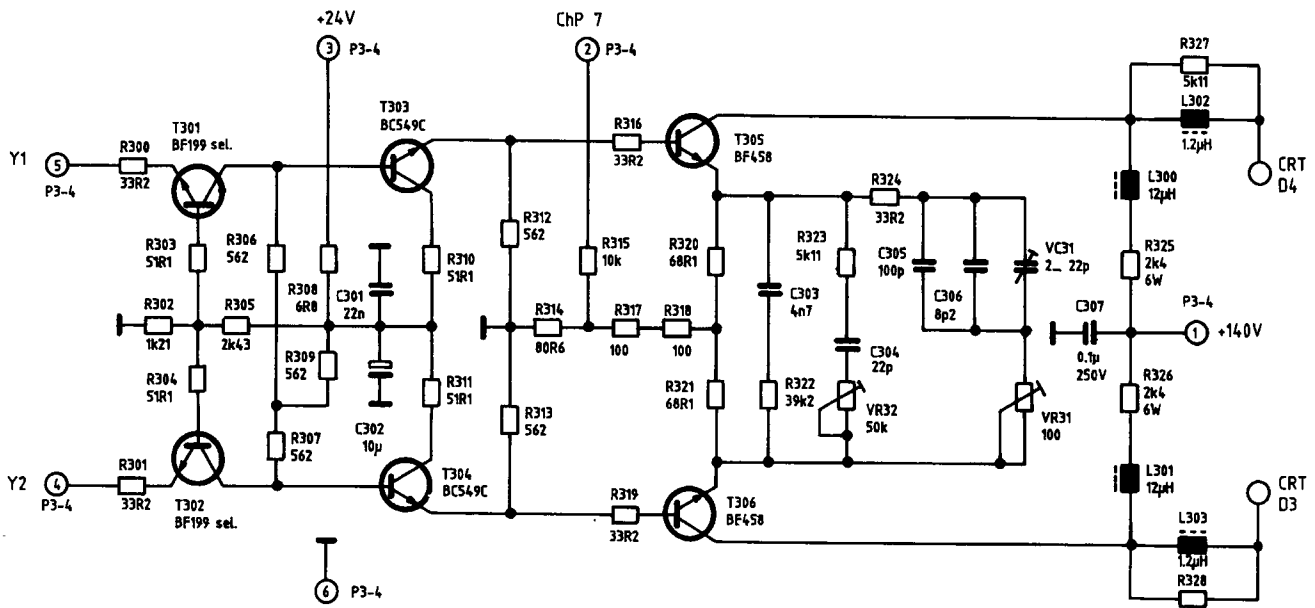 +24V
ChP 7
3 P3-4
2 P3-4
R327
5k11
L302
1.2µH
T303
BC549C
R316
33R2
T305
BF458
T301
BF199 sel.
R300
33R2
Y1
5
P3-4
CRT
D4
L300
12µH
R324
33R2
R303
51R1
R306
562
R312
562
R315
10k
R320
68R1
R323
5k11
C305
100p
VC31
2_ 22p
R325
2k4
6W
R308
6R8
C301
22n
R310
51R1
C303
4n7
C306
8p2
C307
0.1µ
250V
P3-4
1 +140V
R302
1k21
R305
2k43
R314
80R6
R317
100
R318
100
R309
562
C304
22p
R304
51R1
R311
51R1
R321
68R1
R322
39k2
VR32
50k
VR31
100
R326
2k4
6W
R307
562
C302
10µ
R313
562
Y2
4
P3-4
R301
33R2
T302
BF199 sel.
T304
BC549C
R319
33R2
T306
BF458
L301
12µH
CRT
D3
L303
1.2µH
R328
6 P3-4